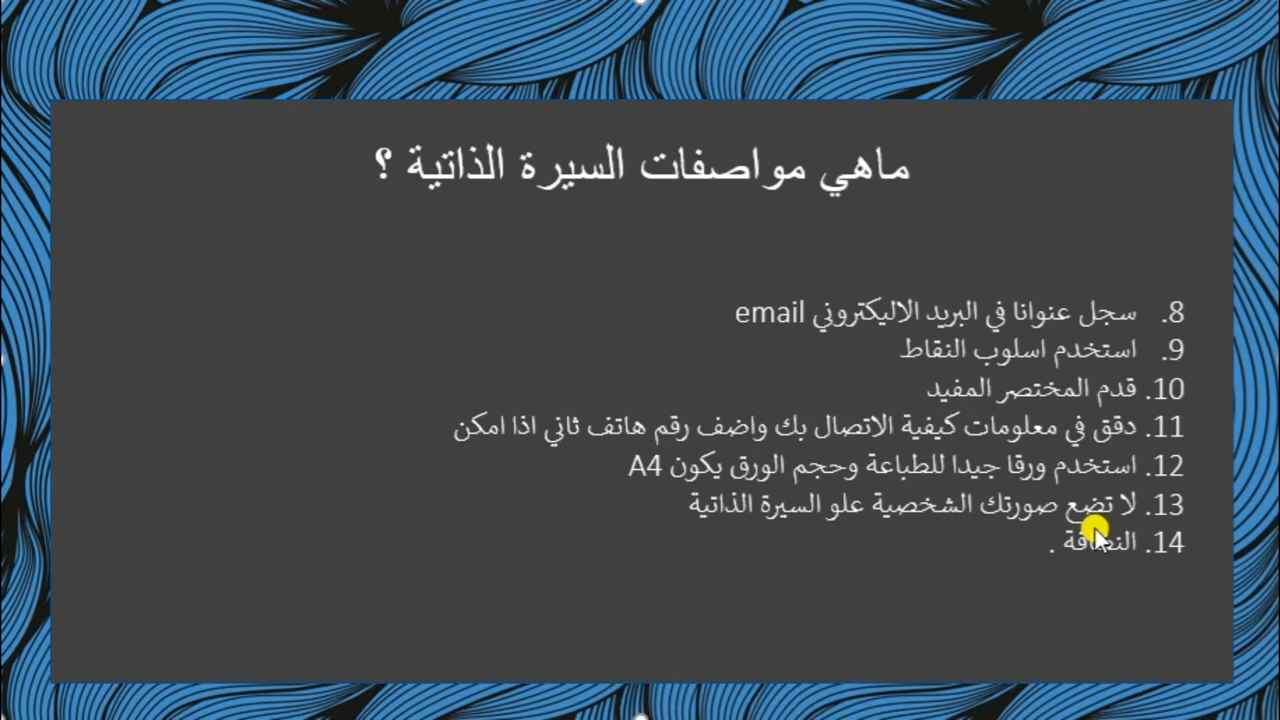 ماهي مواصفات السيرة الذاتية ؟
8. سجل عنوانا في البريد الاليكتروني email
9. استخدم اسلوب النقاط
10. قدم المختصر المفيد
11. دقق في معلومات كيفية الاتصال بك واضف رقم هاتف ثاني اذا امكن
12. استخدم ورقا جيدا للطباعة وحجم الورق يكون A4
13. لا تضع صورتك الشخصية علو السيرة الذاتية
14. النظافة .